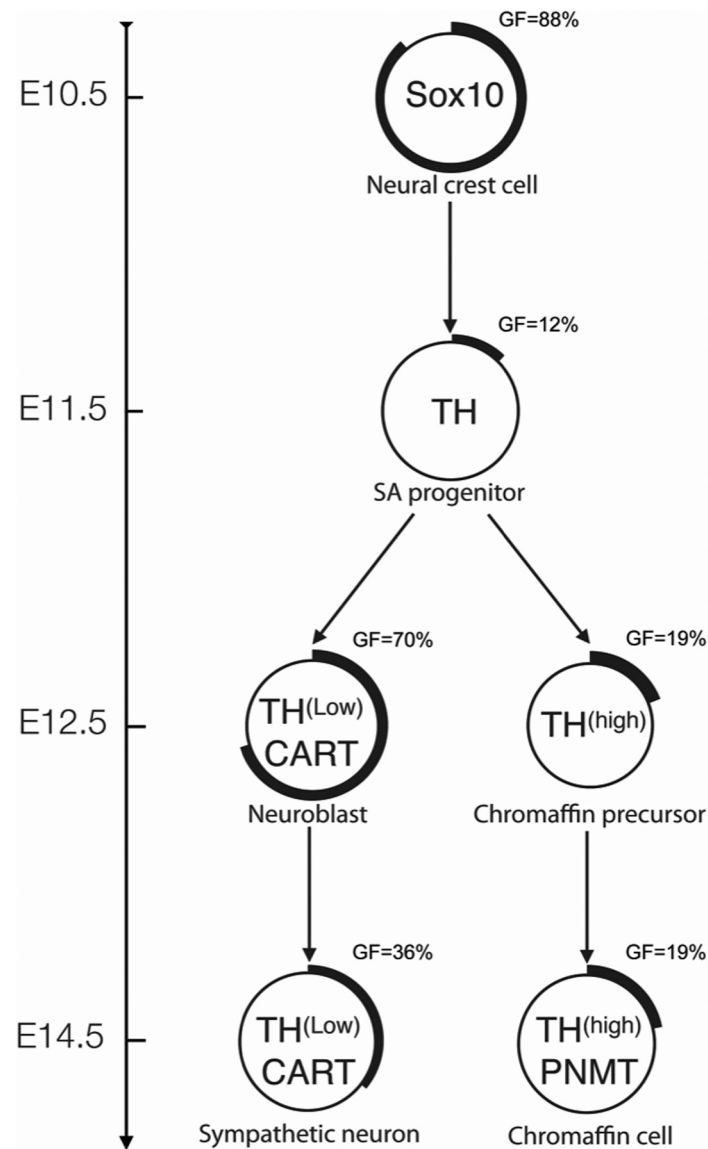 GF=88%
E10.5
Sox10
Neural crest cell
GF=12%
E11.5
TH
SA progenitor
GF=70%
GF=19%
E12.5
TH(Low)
CART
TH(high)
Neuroblast
Chromaffin precursor
GF=36%
GF=19%
E14.5
TH(Low)
CART
TH(high)
PNMT
Sympathetic neuron
Chromaffin cell